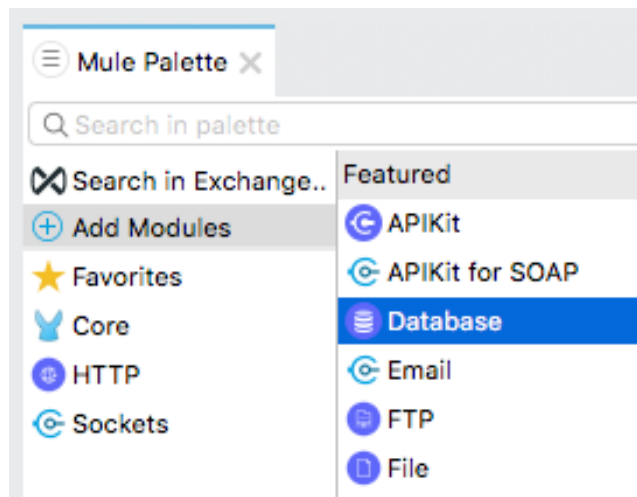 Mule Palette
Search in palette
Search in Exchange..
Add Modules
Favorites
Core
HTTP
Sockets
Featured
APIKit
APIKit for SOAP
Database
Email
FTP
File